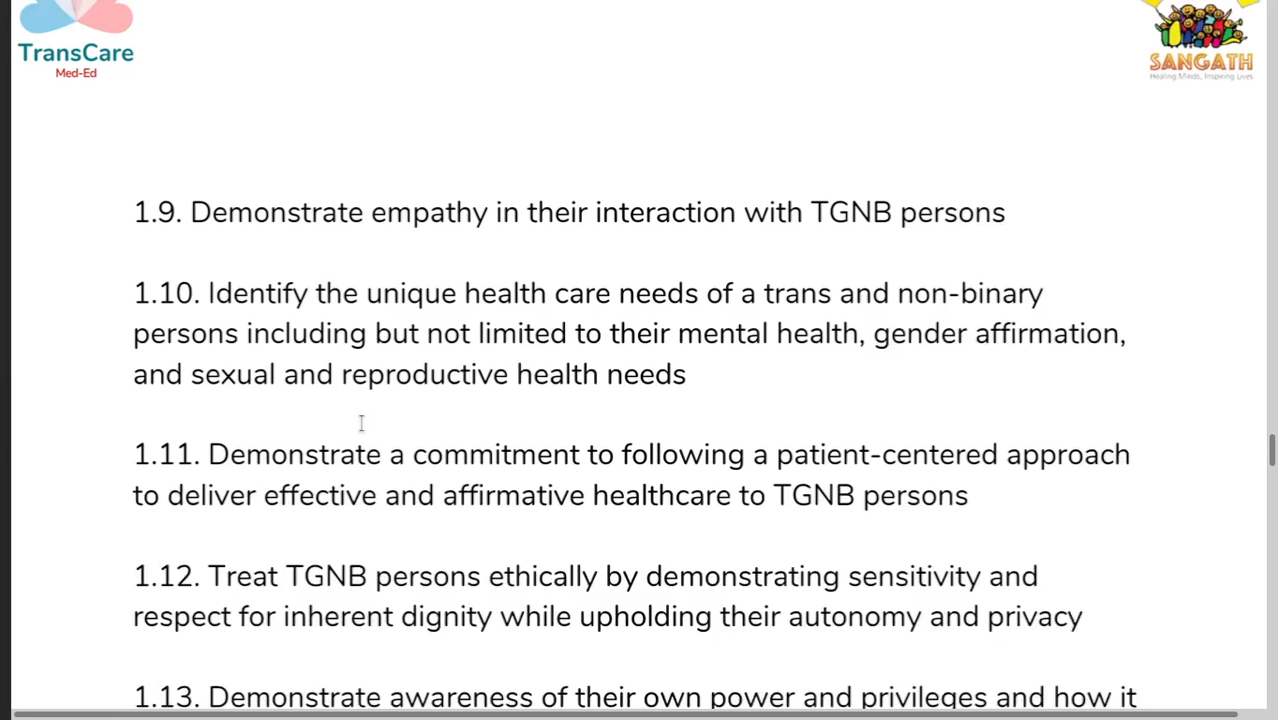 TransCare
Med-Ed
SANGATH
Healing Minds, Inspiring Lives
1.9. Demonstrate empathy in their interaction with TGNB persons
1.10. Identify the unique health care needs of a trans and non-binary
persons including but not limited to their mental health, gender affirmation,
and sexual and reproductive health needs
1.11. Demonstrate a commitment to following a patient-centered approach
to deliver effective and affirmative healthcare to TGNB persons
1.12. Treat TGNB persons ethically by demonstrating sensitivity and
respect for inherent dignity while upholding their autonomy and privacy
1.13. Demonstrate awareness of their own power and privileges and how it